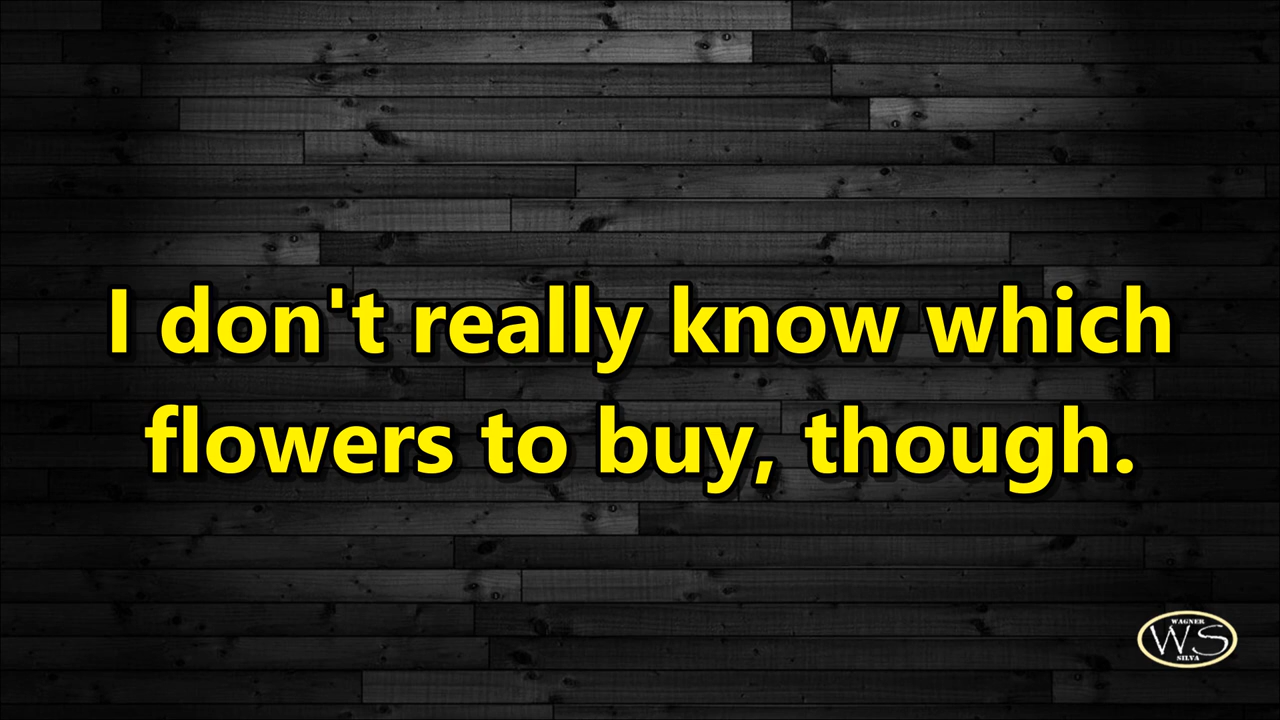 I don't really know which
flowers to buy, though.
WAGNER
WS
SILVA